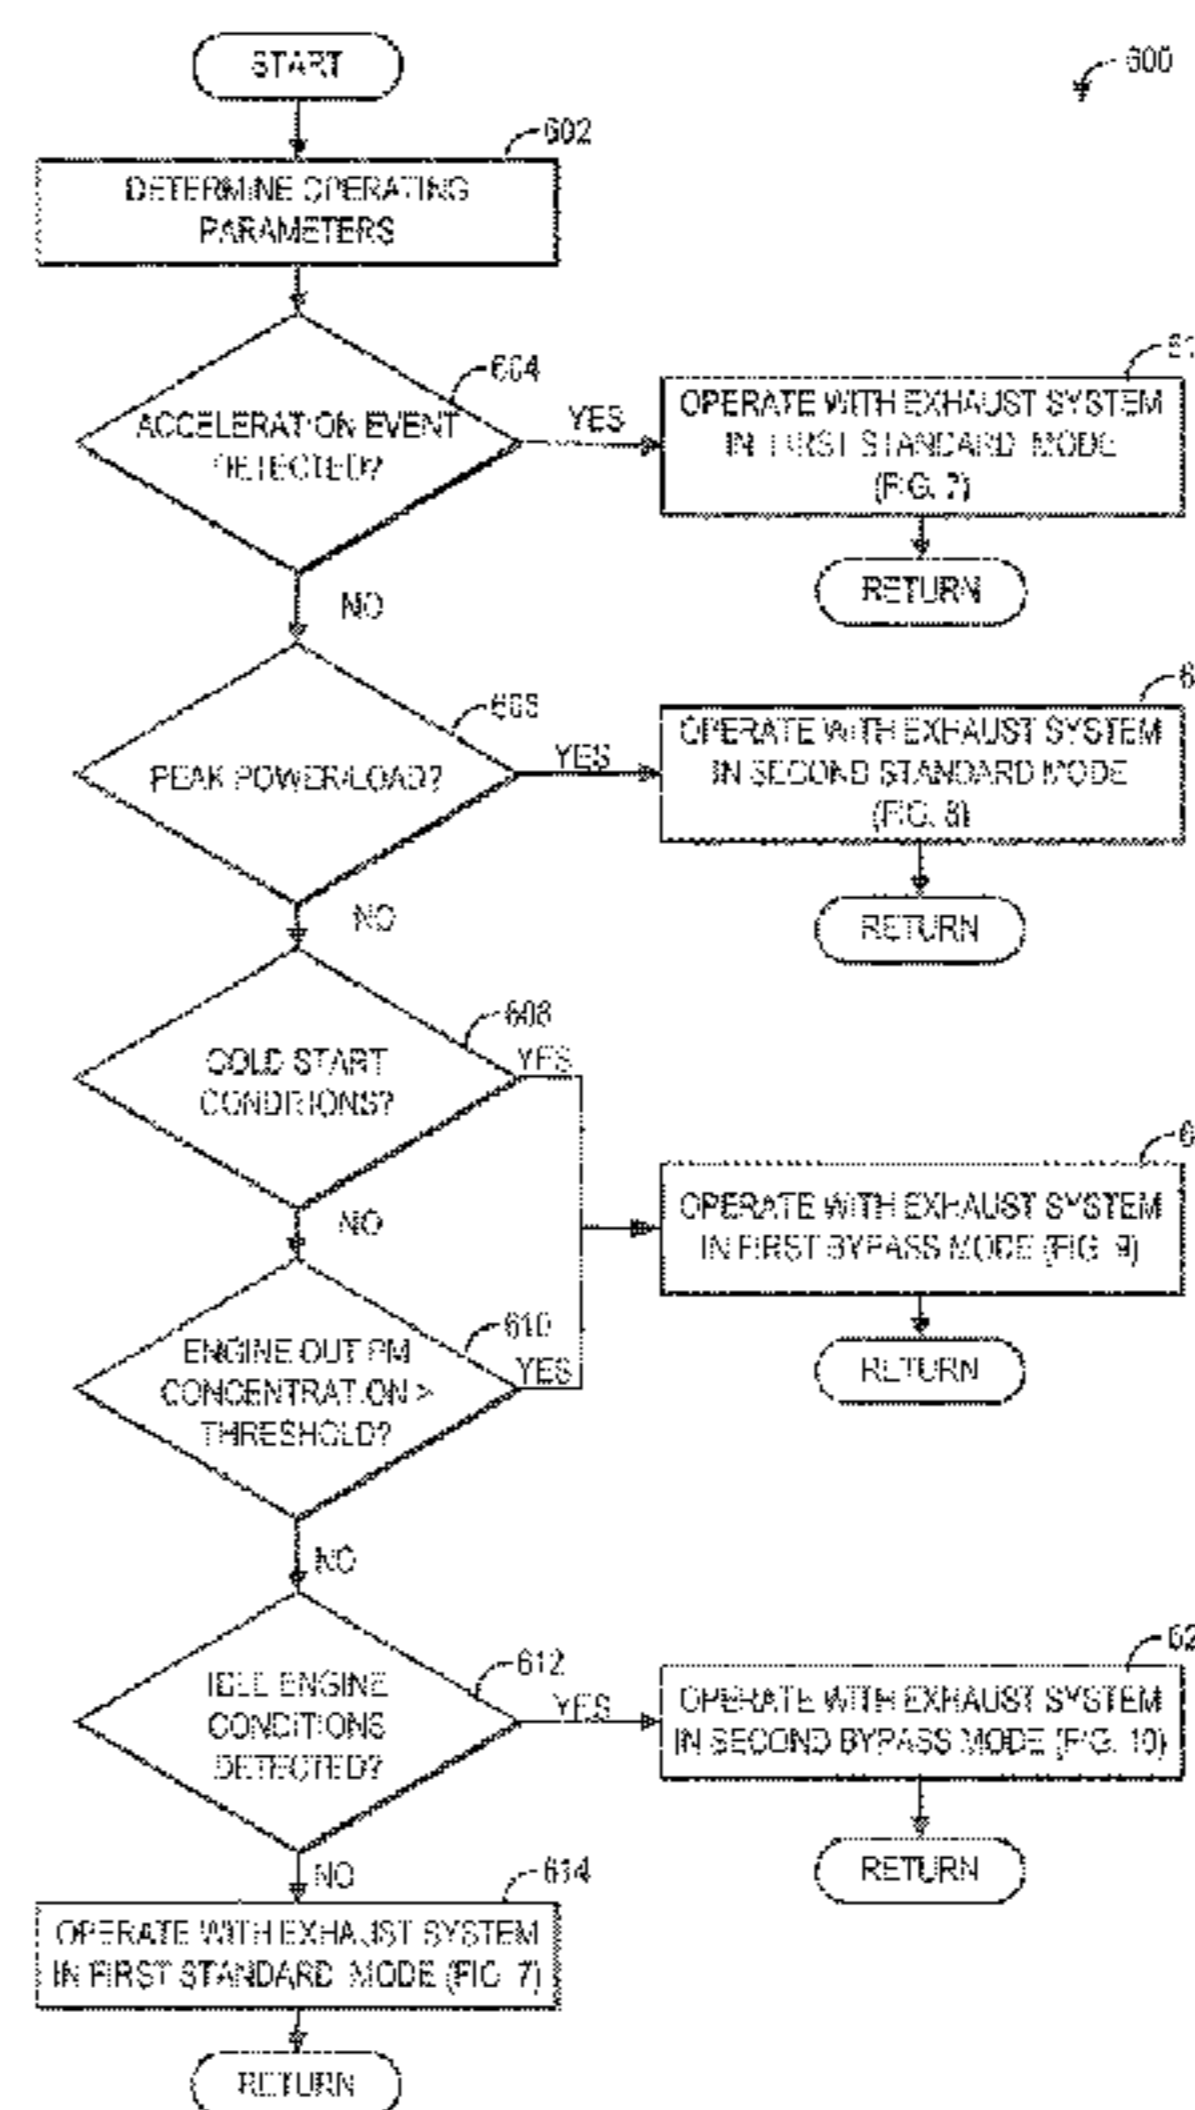 START
600
602
DETERMINE OPERATING
PARAMETERS
604
ACCELERATION EVENT
DETECTED?
YES
OPERATE WITH EXHAUST SYSTEM
IN FIRST STANDARD MODE
(FIG. 7)
RETURN
NO
606
PEAK POWER/LOAD?
YES
6
OPERATE WITH EXHAUST SYSTEM
IN SECOND STANDARD MODE
(FIG. 8)
RETURN
NO
608
COLD START
CONDITIONS?
YES
6
OPERATE WITH EXHAUST SYSTEM
IN FIRST BYPASS MODE (FIG. 9)
RETURN
NO
610
ENGINE OUT PM
CONCENTRATION >
THRESHOLD?
YES
NO
612
IDLE ENGINE
CONDITIONS
DETECTED?
YES
62
OPERATE WITH EXHAUST SYSTEM
IN SECOND BYPASS MODE (FIG. 10)
RETURN
NO
614
OPERATE WITH EXHAUST SYSTEM
IN FIRST STANDARD MODE (FIG. 7)
RETURN